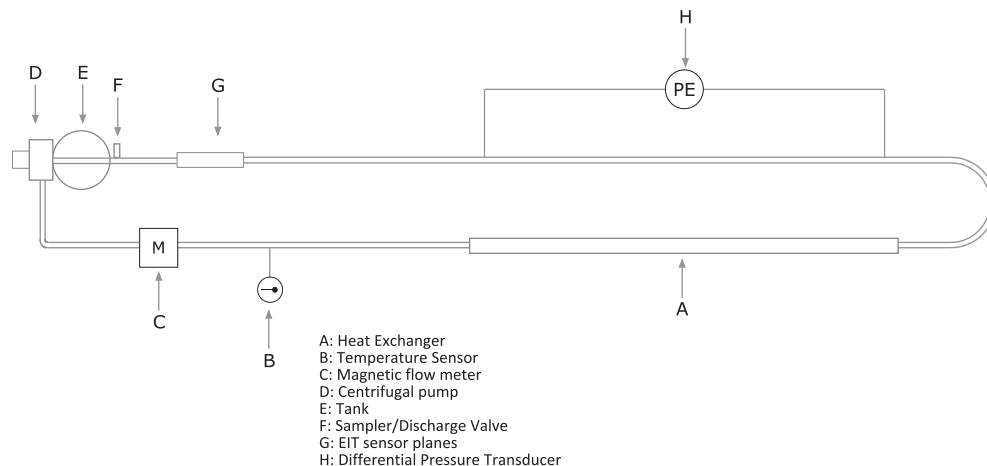 H
D
E
F
G
PE
M
C
A
B
A: Heat Exchanger
B: Temperature Sensor
C: Magnetic flow meter
D: Centrifugal pump
E: Tank
F: Sampler/Discharge Valve
G: EIT sensor planes
H: Differential Pressure Transducer